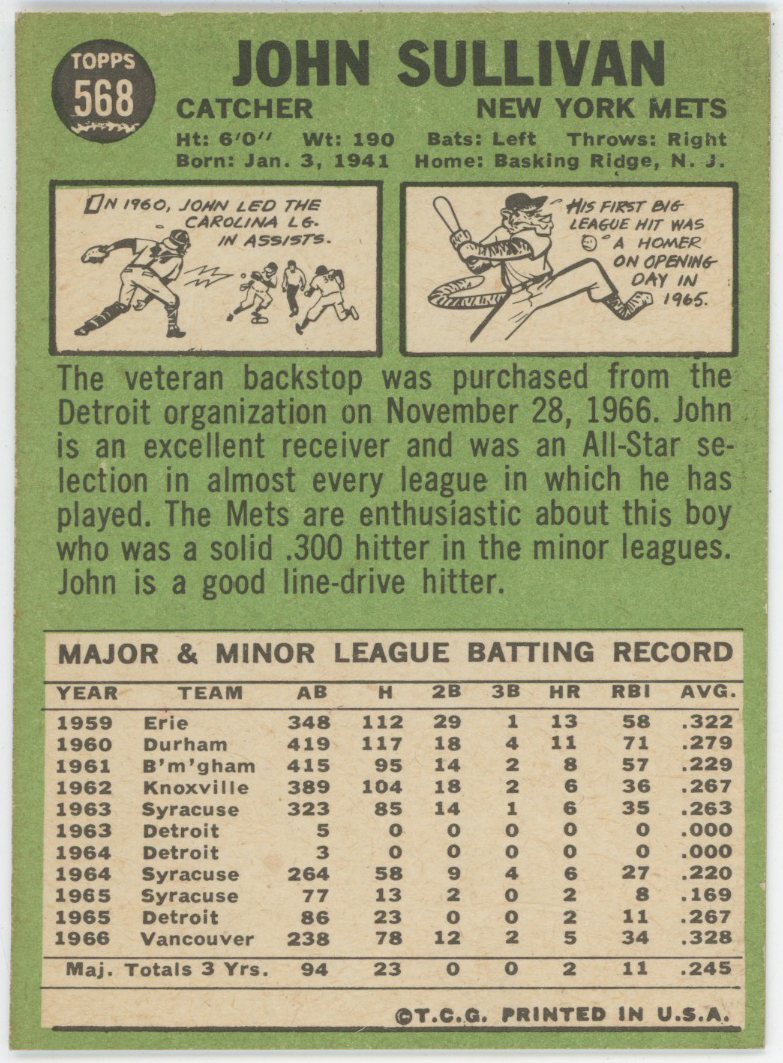 TOPPS
568
JOHN SULLIVAN
CATCHER NEW YORK METS
Ht: 6'0" Wt: 190 Bats: Left Throws: Right
Born: Jan. 3, 1941 Home: Basking Ridge, N. J.
IN 1960, JOHN LED THE
CAROLINA LG.
IN ASSISTS.
HIS FIRST BIG
LEAGUE HIT WAS
A HOMER
ON OPENING
DAY IN
1965.
The veteran backstop was purchased from the
Detroit organization on November 28, 1966. John
is an excellent receiver and was an All-Star se-
lection in almost every league in which he has
played. The Mets are enthusiastic about this boy
who was a solid .300 hitter in the minor leagues.
John is a good line-drive hitter.
MAJOR & MINOR LEAGUE BATTING RECORD
YEAR TEAM AB H 2B 3B HR RBI AVG.
1959 Erie 348 112 29 1 13 58 .322
1960 Durham 419 117 18 4 11 71 .279
1961 B'm'gham 415 95 14 2 8 57 .229
1962 Knoxville 389 104 18 2 6 36 .267
1963 Syracuse 323 85 14 1 6 35 .263
1963 Detroit 5 0 0 0 0 0 .000
1964 Detroit 3 0 0 0 0 0 .000
1964 Syracuse 264 58 9 4 6 27 .220
1965 Syracuse 77 13 2 0 2 8 .169
1965 Detroit 86 23 0 0 2 11 .267
1966 Vancouver 238 78 12 2 5 34 .328
Maj. Totals 3 Yrs. 94 23 0 0 2 11 .245
©T.C.G. PRINTED IN U.S.A.